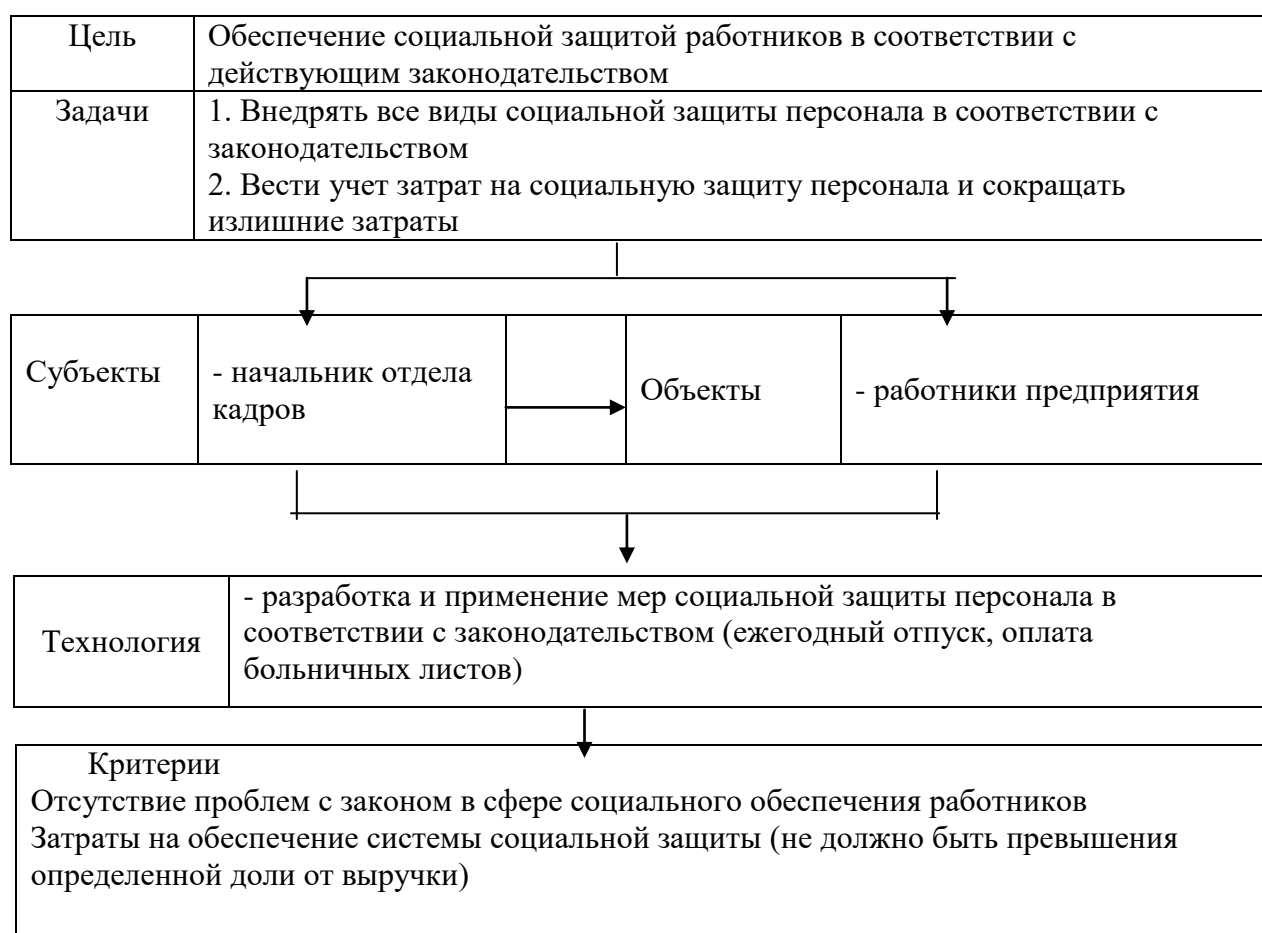 Цель
Обеспечение социальной защитой работников в соответствии с
действующим законодательством
Задачи
1. Внедрять все виды социальной защиты персонала в соответствии с
законодательством
2. Вести учет затрат на социальную защиту персонала и сокращать
излишние затраты
Субъекты
- начальник отдела
кадров
Объекты
- работники предприятия
Технология
- разработка и применение мер социальной защиты персонала в
соответствии с законодательством (ежегодный отпуск, оплата
больничных листов)
Критерии
Отсутствие проблем с законом в сфере социального обеспечения работников
Затраты на обеспечение системы социальной защиты (не должно быть превышения
определенной доли от выручки)